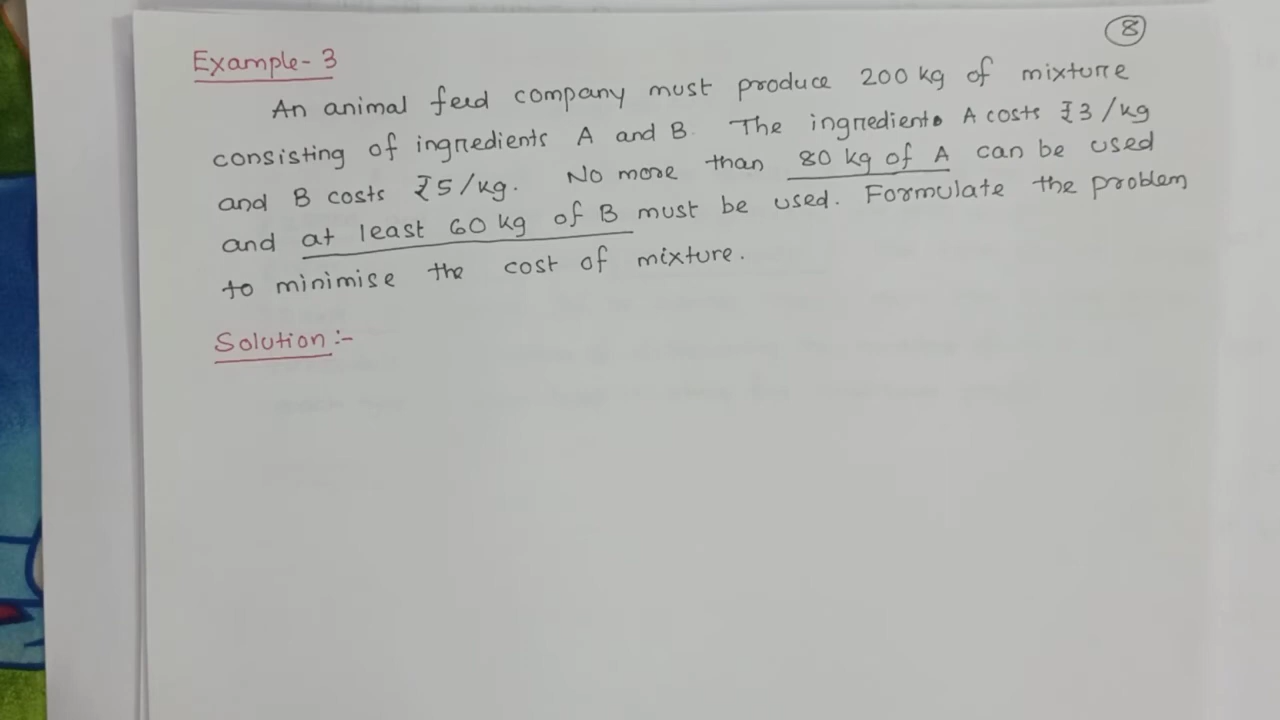 8
Example- 3
An animal feed company must produce 200 kg of mixture
consisting of ingredients A and B. The ingredients A costs ₹3/kg
and B costs ₹5/kg. No more than 80 kg of A can be used
and at least 60 kg of B must be used. Formulate the problem
to minimise the cost of mixture.
Solution :-